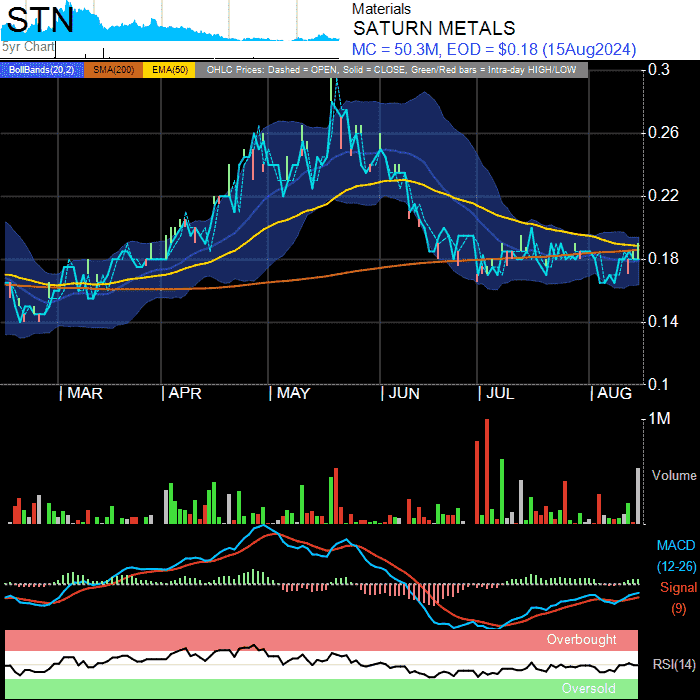 STN
5yr Chart
Materials
SATURN METALS
MC = 50.3M, EOD = $0.18 (15Aug2024)
BollBands(20,2) SMA(200) EMA(50) OHLC Prices: Dashed = OPEN, Solid = CLOSE, Green/Red bars = Intra-day HIGH/LOW
0.3
0.26
0.22
0.18
0.14
0.1
MAR APR MAY JUN JUL AUG
1M
Volume
MACD
(12-26)
Signal
(9)
Overbought
RSI(14)
Oversold